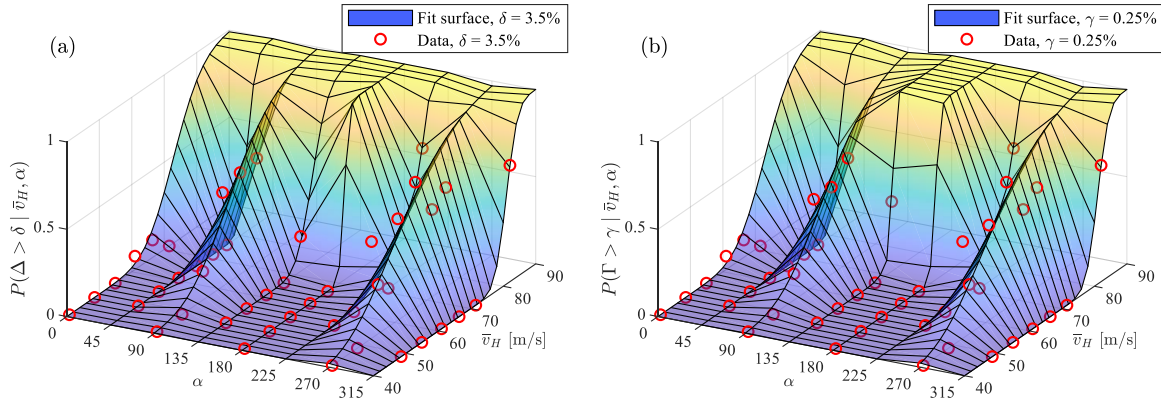 (a)
Fit surface, δ = 3.5%
Data, δ = 3.5%
P(Δ > δ | v̄_H, α)
1
0.5
0
0
45
90
135
180
225
270
315
α
40
50
60
70
80
90
v̄_H [m/s]
(b)
Fit surface, γ = 0.25%
Data, γ = 0.25%
P(Γ > γ | v̄_H, α)
1
0.5
0
0
45
90
135
180
225
270
315
α
40
50
60
70
80
90
v̄_H [m/s]